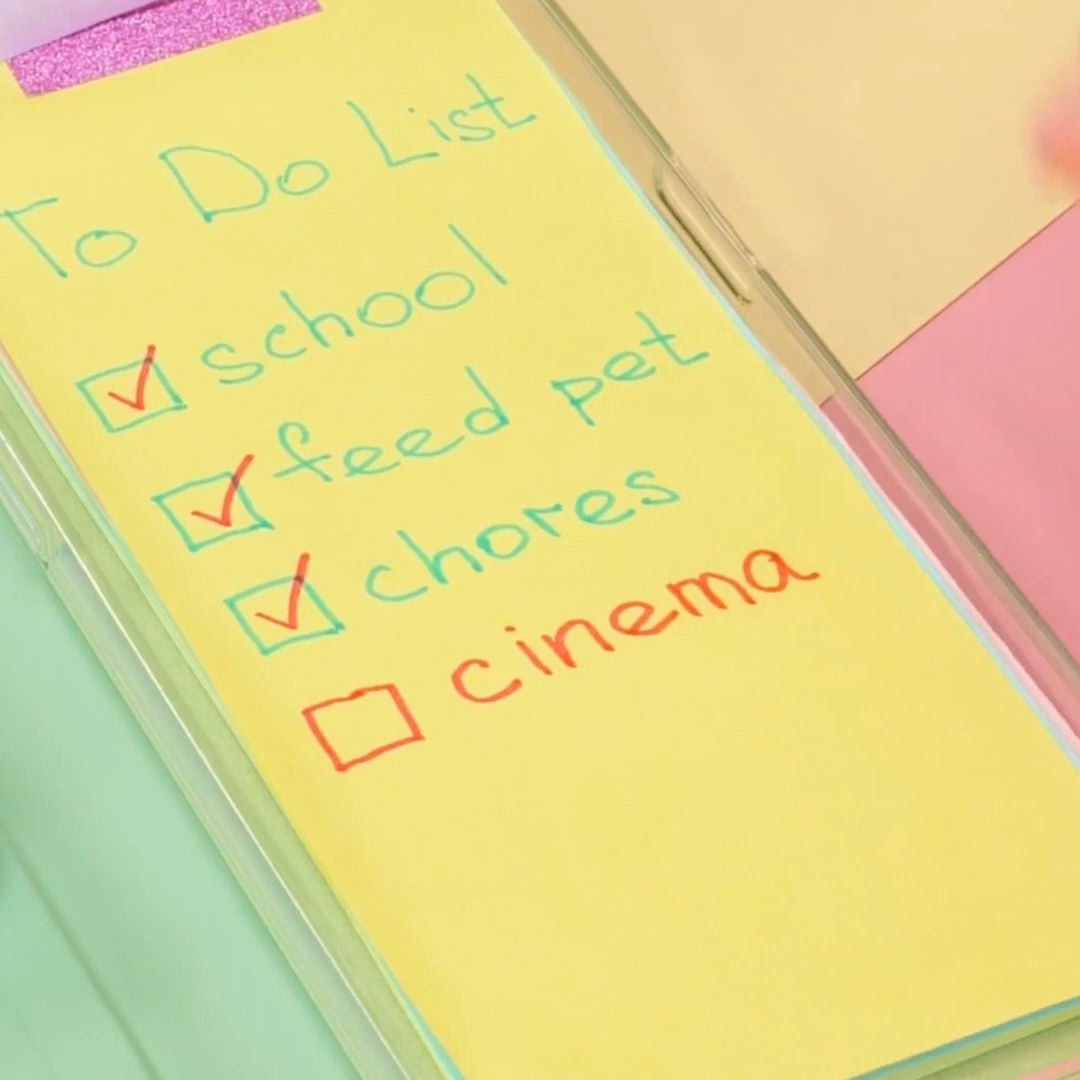 To Do List
school
feed pet
chores
cinema